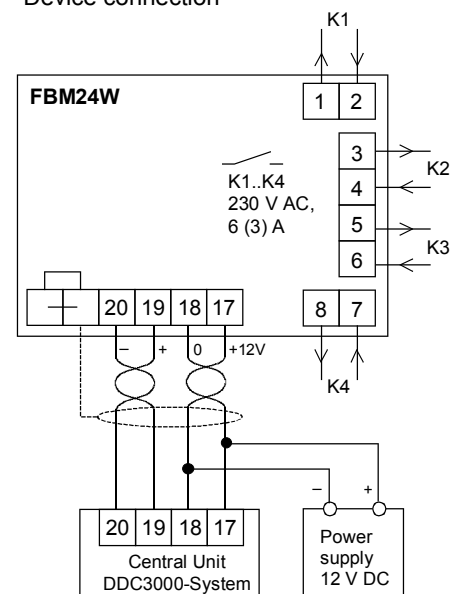 Device connection
K1
FBM24W
1 2
3
4
K2
5
6
K3
K1..K4
230 V AC,
6 (3) A
20 19 18 17
8 7
– + 0 +12V
K4
– +
20 19 18 17
Central Unit
DDC3000-System
Power
supply
12 V DC